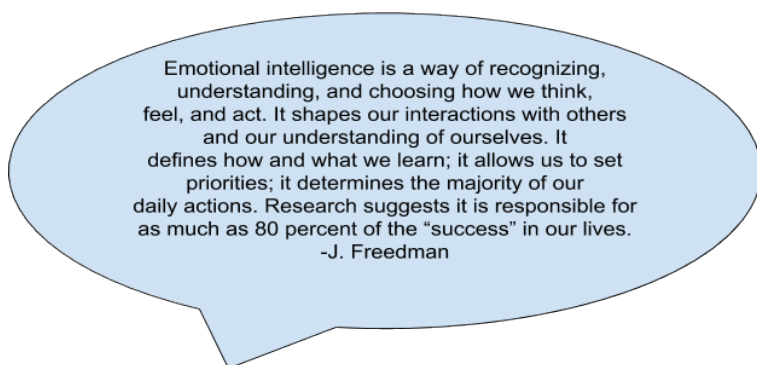 Emotional intelligence is a way of recognizing,
understanding, and choosing how we think,
feel, and act. It shapes our interactions with others
and our understanding of ourselves. It
defines how and what we learn; it allows us to set
priorities; it determines the majority of our
daily actions. Research suggests it is responsible for
as much as 80 percent of the “success” in our lives.
-J. Freedman